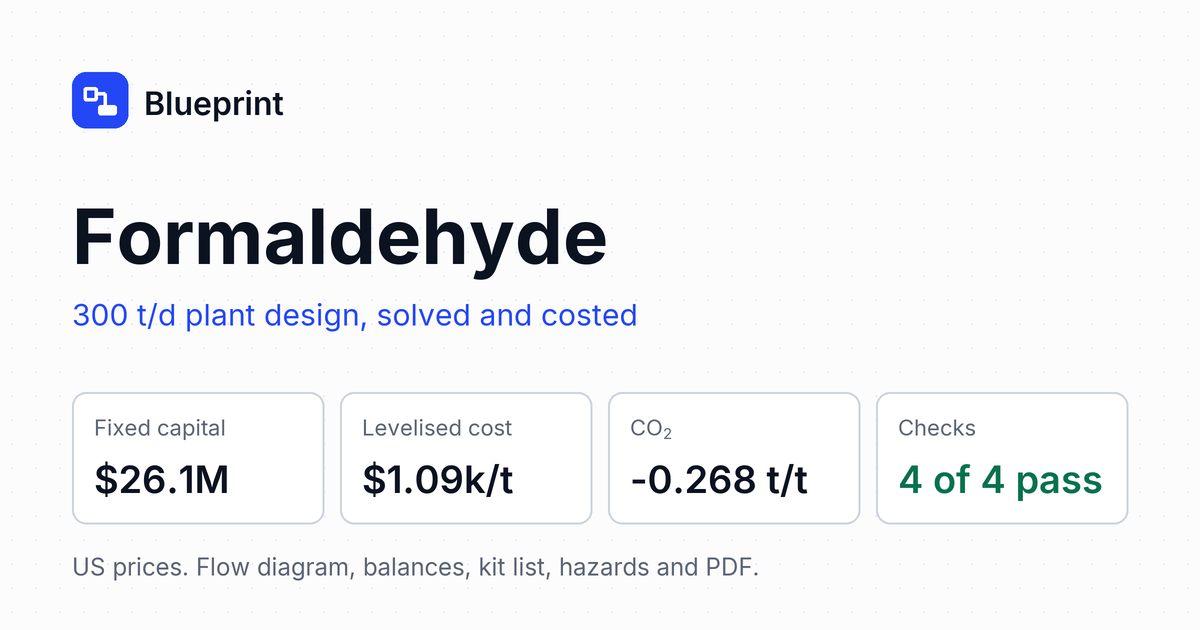 Blueprint
Formaldehyde
300 t/d plant design, solved and costed
Fixed capital
$26.1M
Levelised cost
$1.09k/t
CO₂
-0.268 t/t
Checks
4 of 4 pass
US prices. Flow diagram, balances, kit list, hazards and PDF.